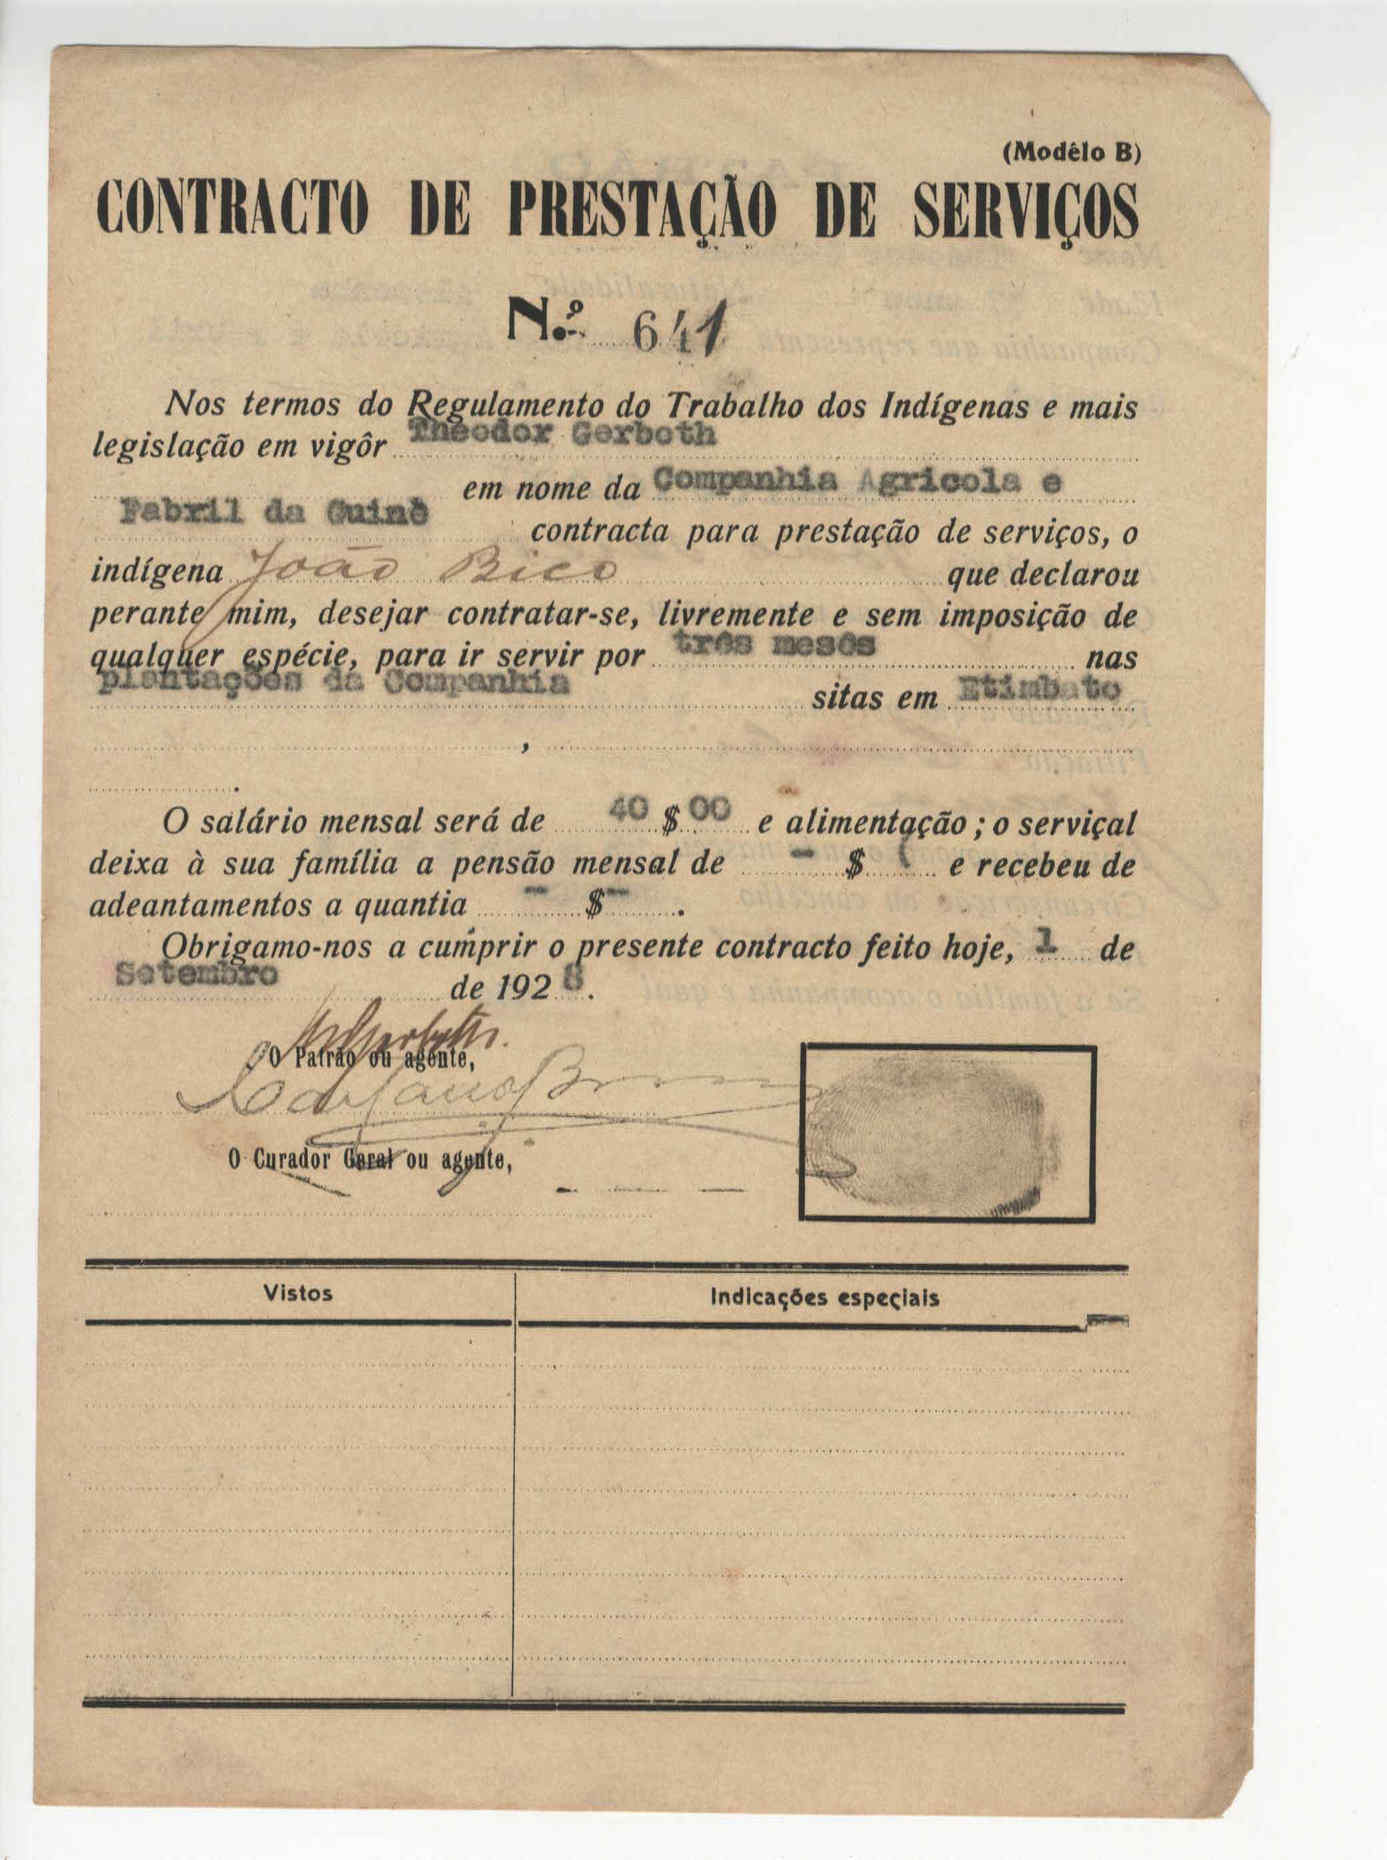 (Modêlo B)
CONTRACTO DE PRESTAÇÃO DE SERVIÇOS
N.º 641
Nos termos do Regulamento do Trabalho dos Indígenas e mais
legislação em vigôr Theodor Gerboth
em nome da Companhia Agricola e
Fabril da Guinè contracta para prestação de serviços, o
indígena João Bico que declarou
perante mim, desejar contratar-se, livremente e sem imposição de
qualquer espécie, para ir servir por três mesês nas
plantações da Companhia sitas em Etimbato
,
.
O salário mensal será de 40 $ 00 e alimentação; o serviçal
deixa à sua família a pensão mensal de - $ e recebeu de
adeantamentos a quantia - $ - .
Obrigamo-nos a cumprir o presente contracto feito hoje, 1 de
Setembro de 1928.
O Patrão ou agente,
O Curador Geral ou agente,
Vistos Indicações especiais